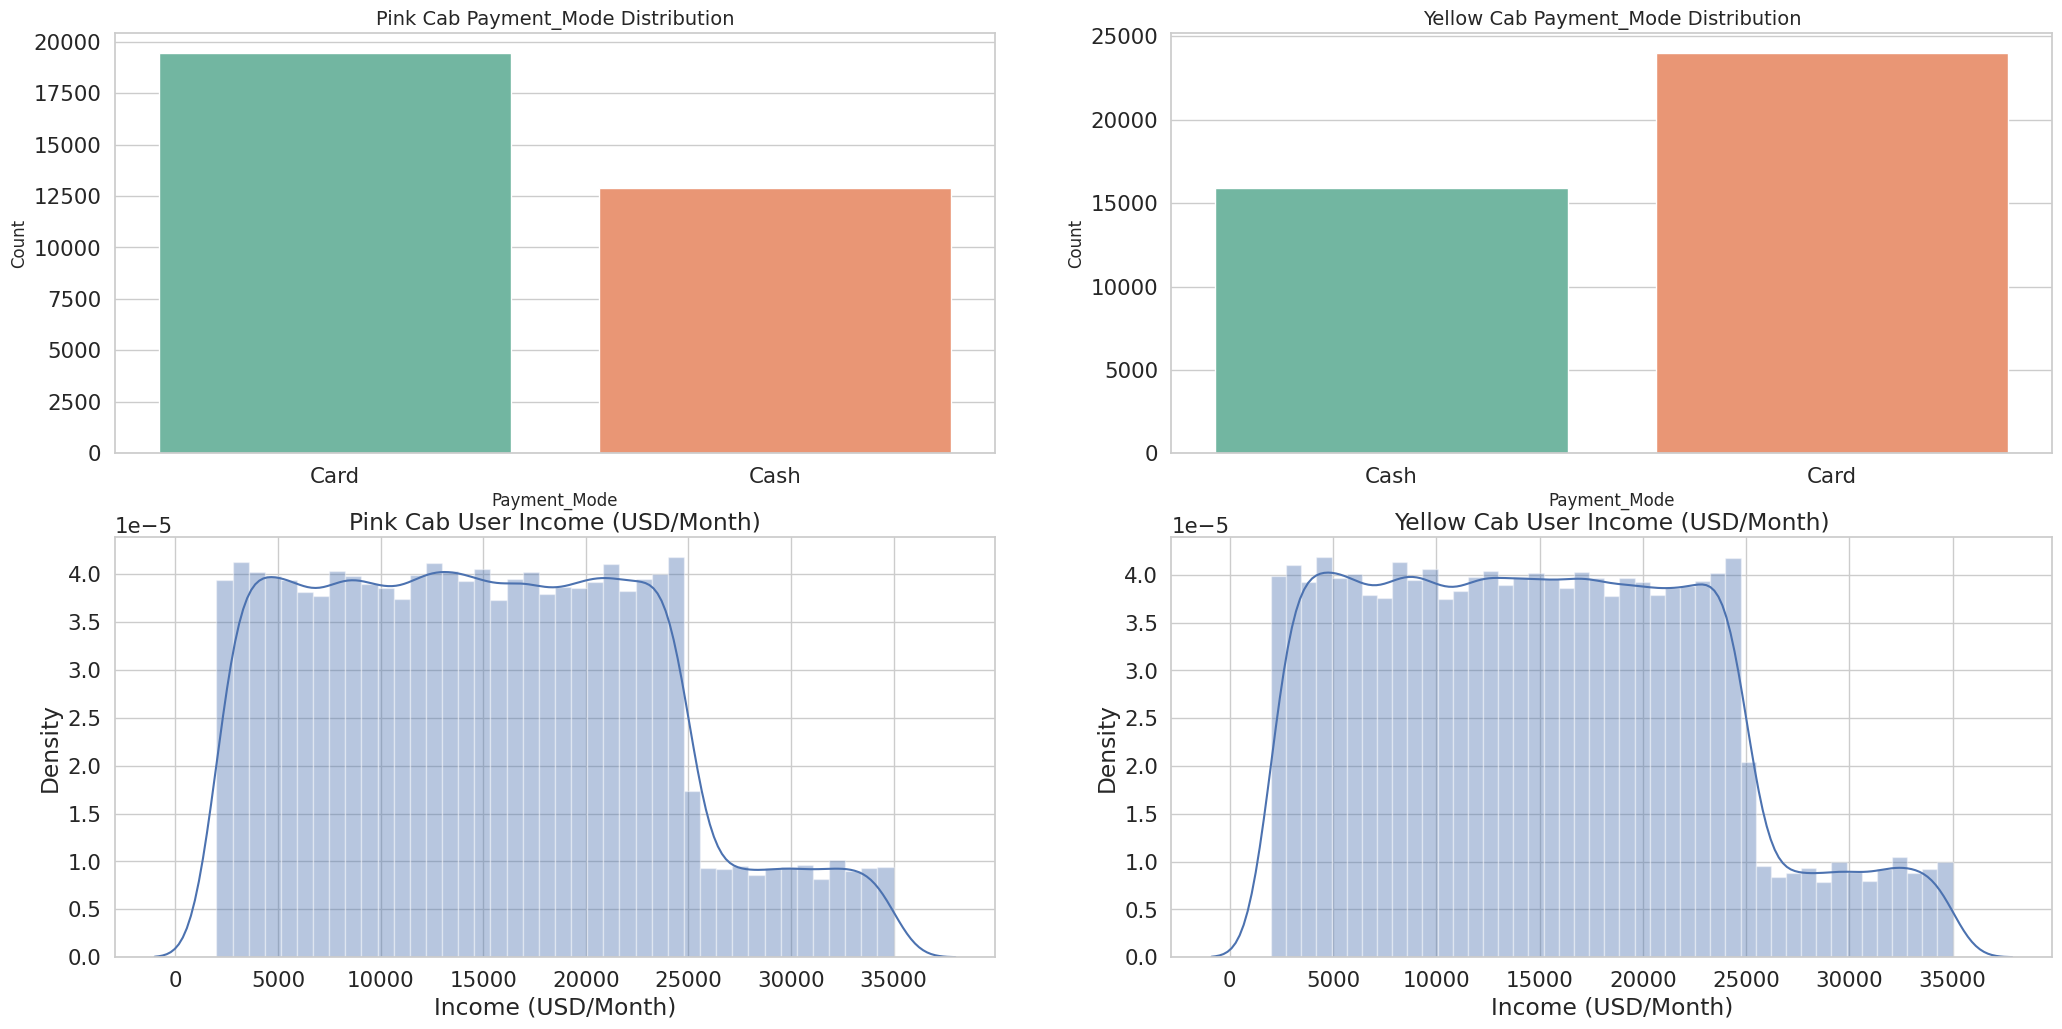 Pink Cab Payment_Mode Distribution
20000
17500
15000
12500
10000
7500
5000
2500
0
Count
Card
Cash
Payment_Mode
Yellow Cab Payment_Mode Distribution
25000
20000
15000
10000
5000
0
Count
Cash
Card
Payment_Mode
Pink Cab User Income (USD/Month)
1e−5
4.0
3.5
3.0
2.5
2.0
1.5
1.0
0.5
0.0
Density
0
5000
10000
15000
20000
25000
30000
35000
Income (USD/Month)
Yellow Cab User Income (USD/Month)
1e−5
4.0
3.5
3.0
2.5
2.0
1.5
1.0
0.5
0.0
Density
0
5000
10000
15000
20000
25000
30000
35000
Income (USD/Month)